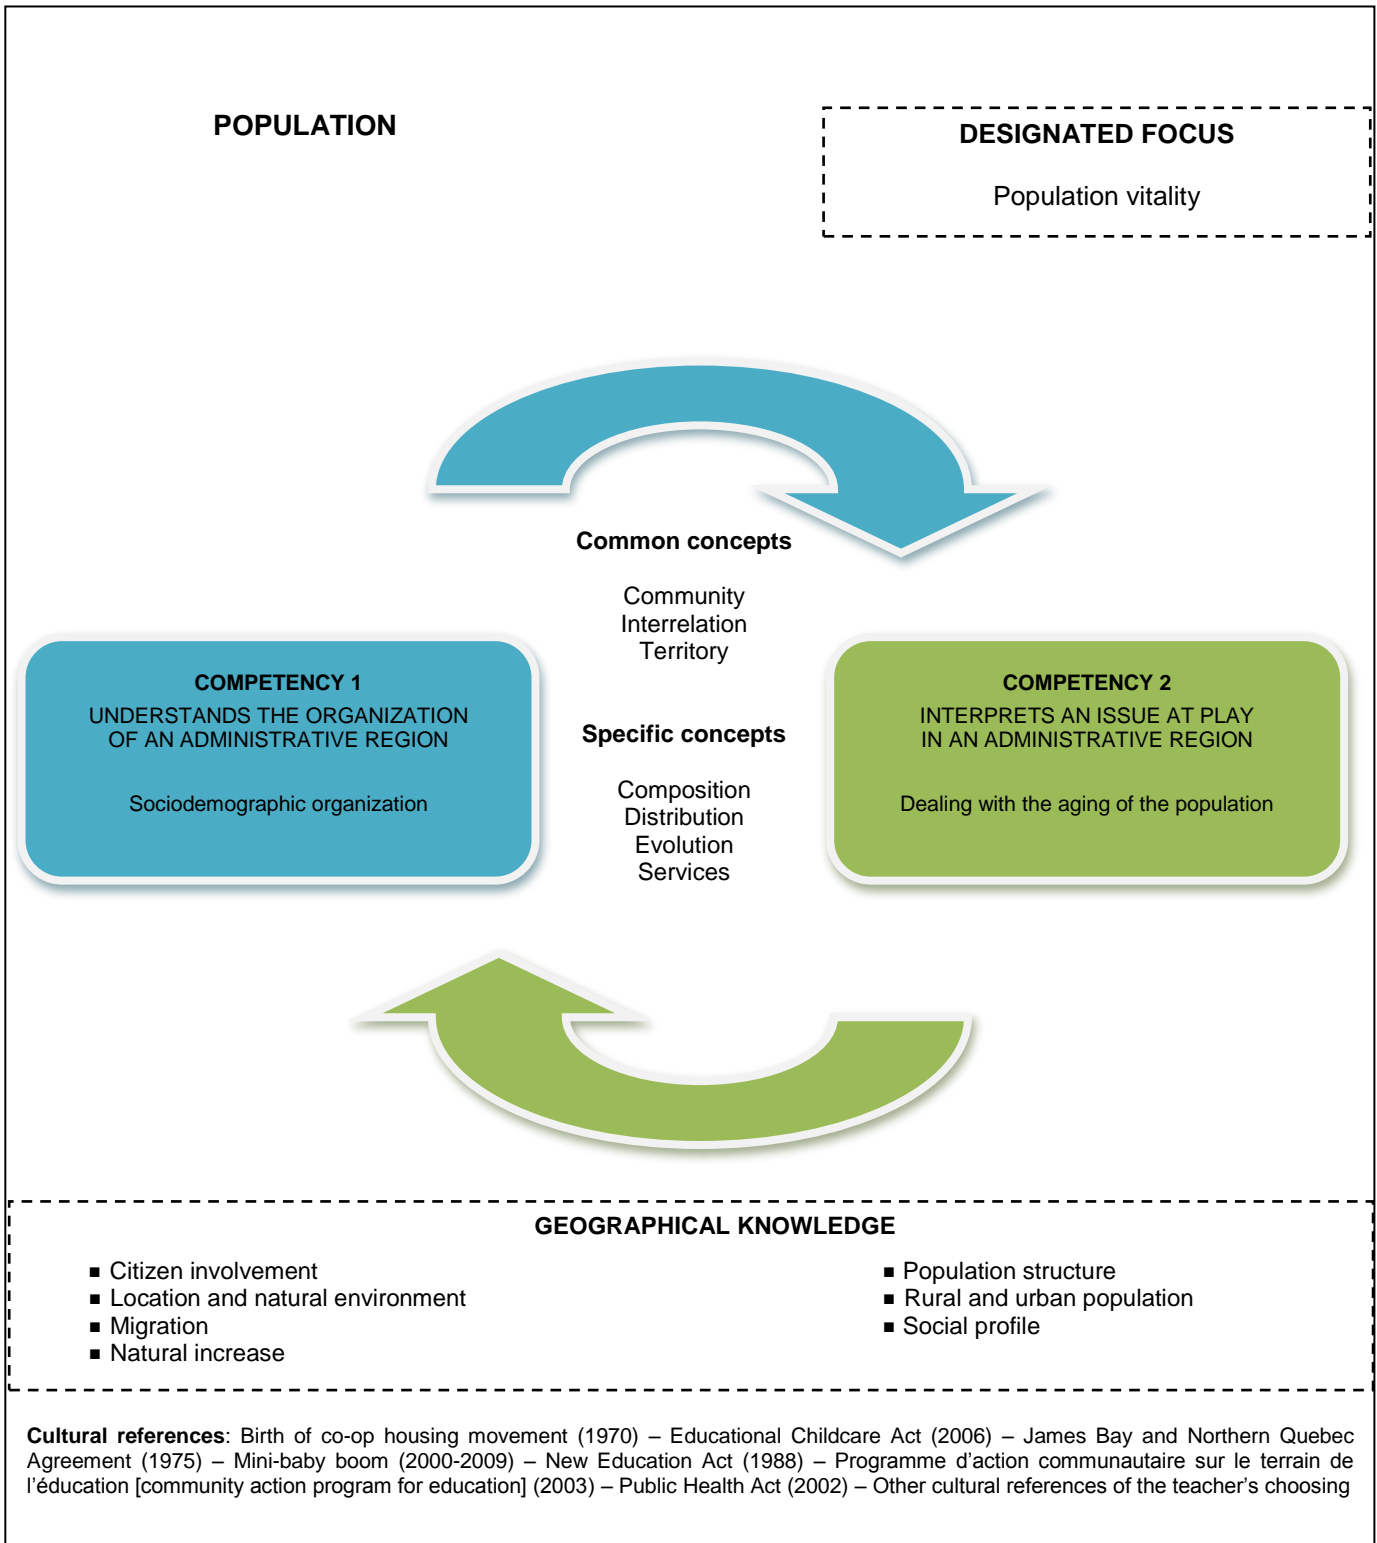 POPULATION
DESIGNATED FOCUS
Population vitality
Common concepts
Community
Interrelation
Territory
COMPETENCY 1
UNDERSTANDS THE ORGANIZATION
OF AN ADMINISTRATIVE REGION
Sociodemographic organization
Specific concepts
Composition
Distribution
Evolution
Services
COMPETENCY 2
INTERPRETS AN ISSUE AT PLAY
IN AN ADMINISTRATIVE REGION
Dealing with the aging of the population
GEOGRAPHICAL KNOWLEDGE
▪ Citizen involvement
▪ Location and natural environment
▪ Migration
▪ Natural increase
▪ Population structure
▪ Rural and urban population
▪ Social profile
Cultural references: Birth of co-op housing movement (1970) – Educational Childcare Act (2006) – James Bay and Northern Quebec
Agreement (1975) – Mini-baby boom (2000-2009) – New Education Act (1988) – Programme d’action communautaire sur le terrain de
l’éducation [community action program for education] (2003) – Public Health Act (2002) – Other cultural references of the teacher’s choosing